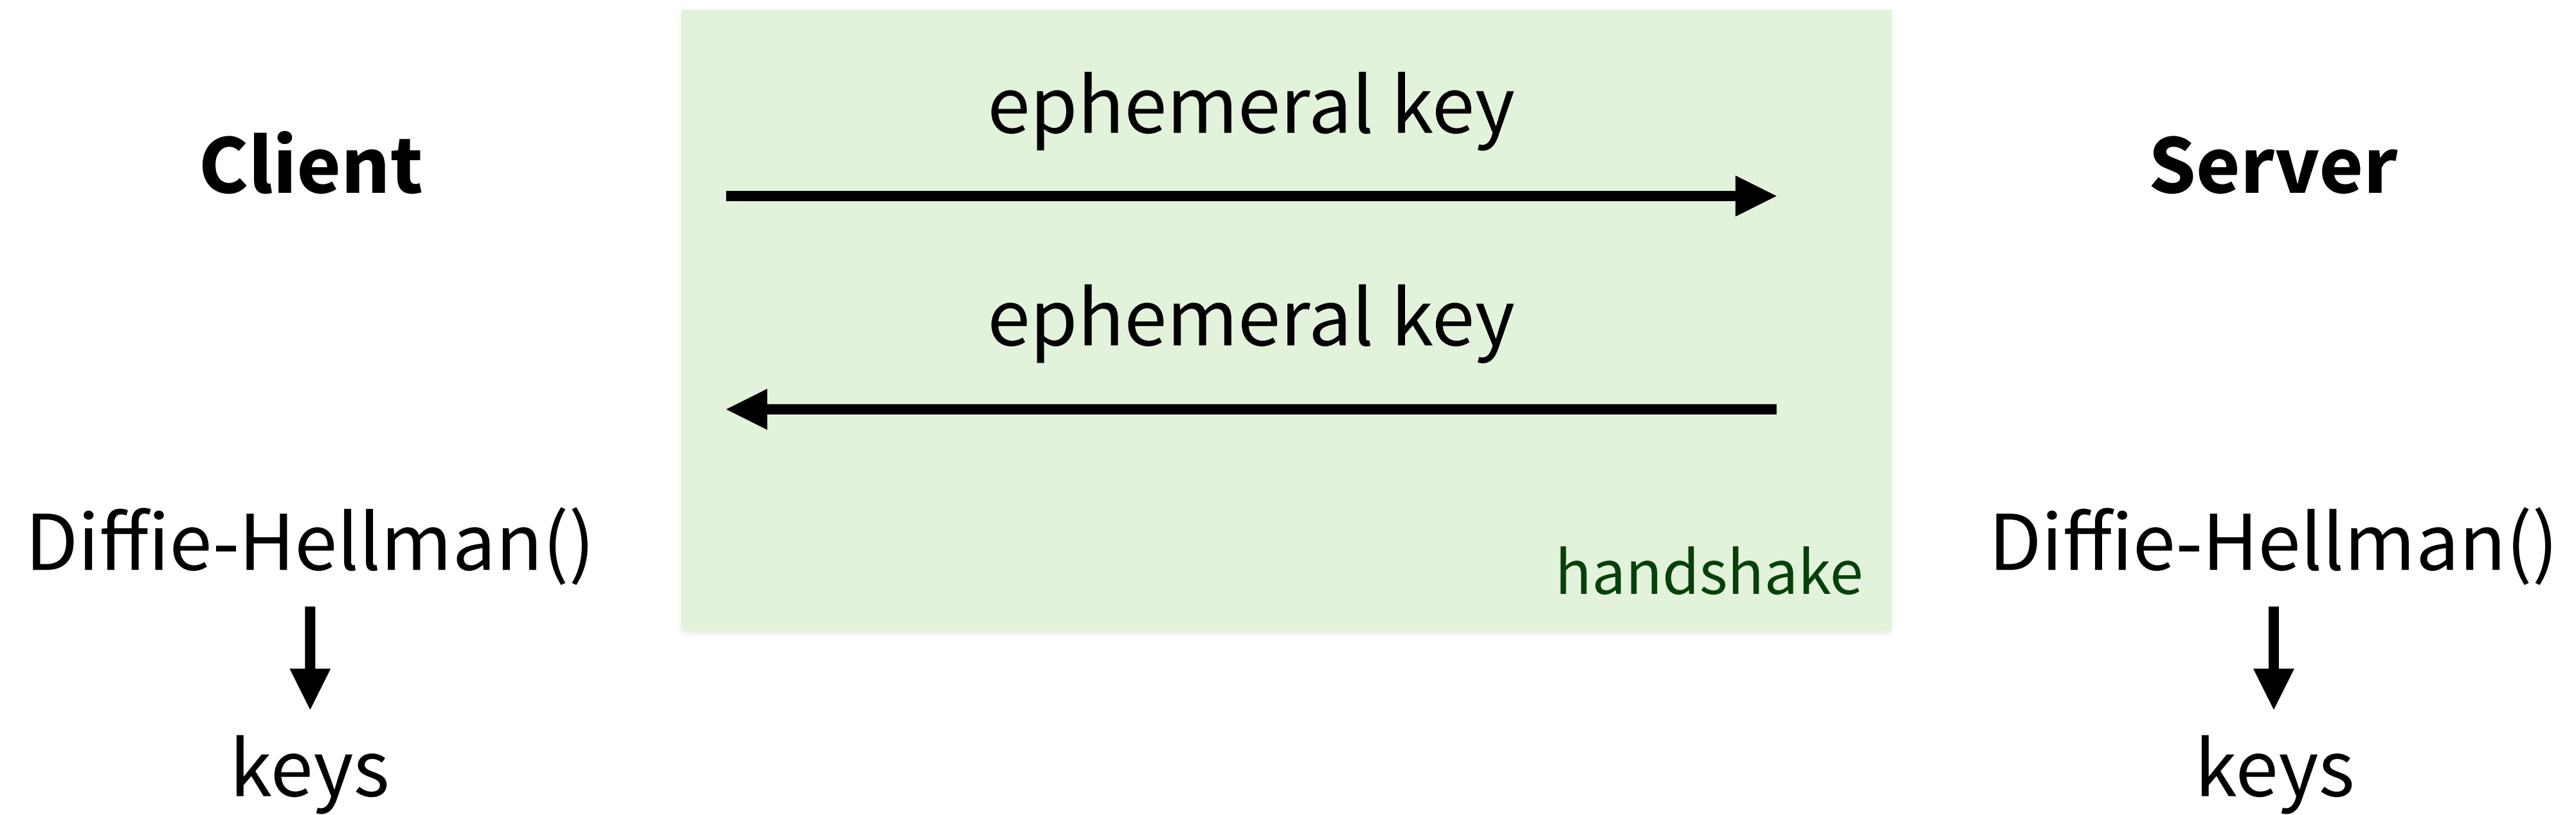 ephemeral key
Client
Server
ephemeral key
Diffie-Hellman()
handshake
Diffie-Hellman()
keys
keys